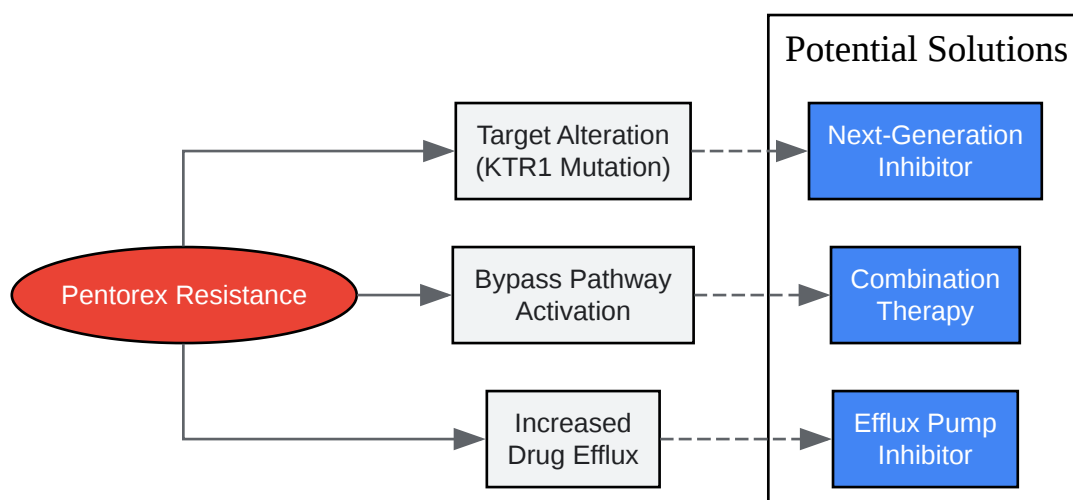 Potential Solutions
Target Alteration
(KTR1 Mutation)
Next-Generation
Inhibitor
Pentorex Resistance
Bypass Pathway
Activation
Combination
Therapy
Increased
Drug Efflux
Efflux Pump
Inhibitor